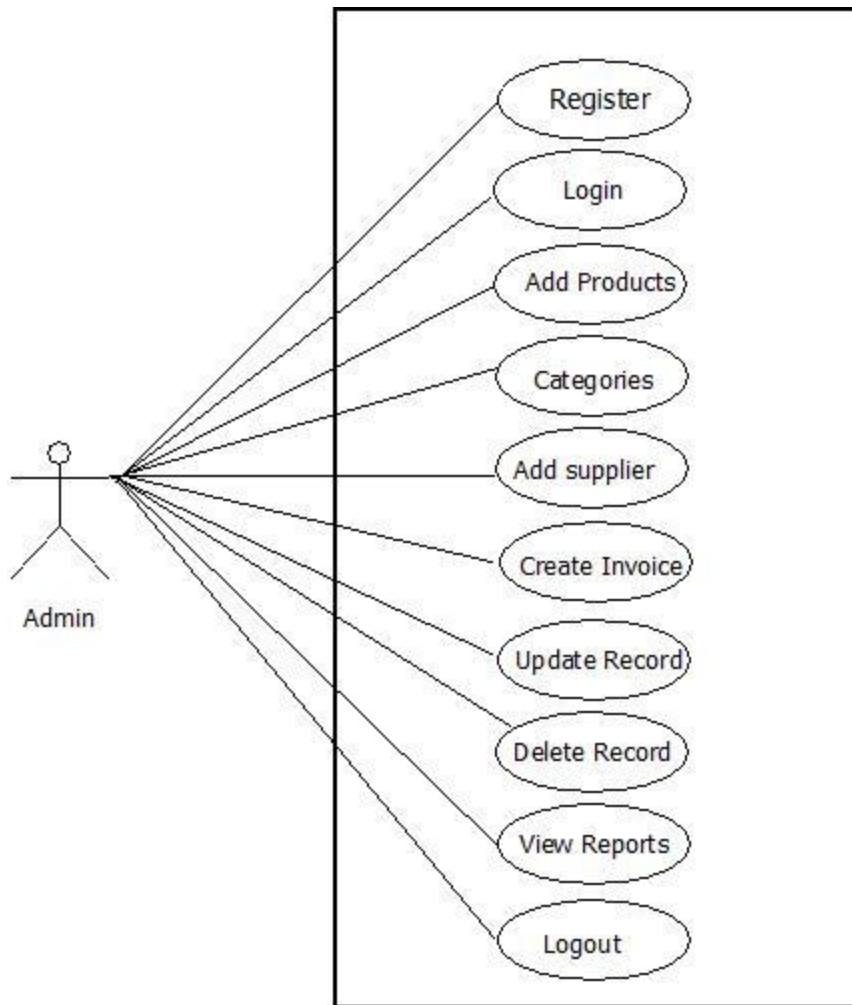 Register
Login
Add Products
Categories
Add supplier
Create Invoice
Update Record
Delete Record
View Reports
Logout
Admin